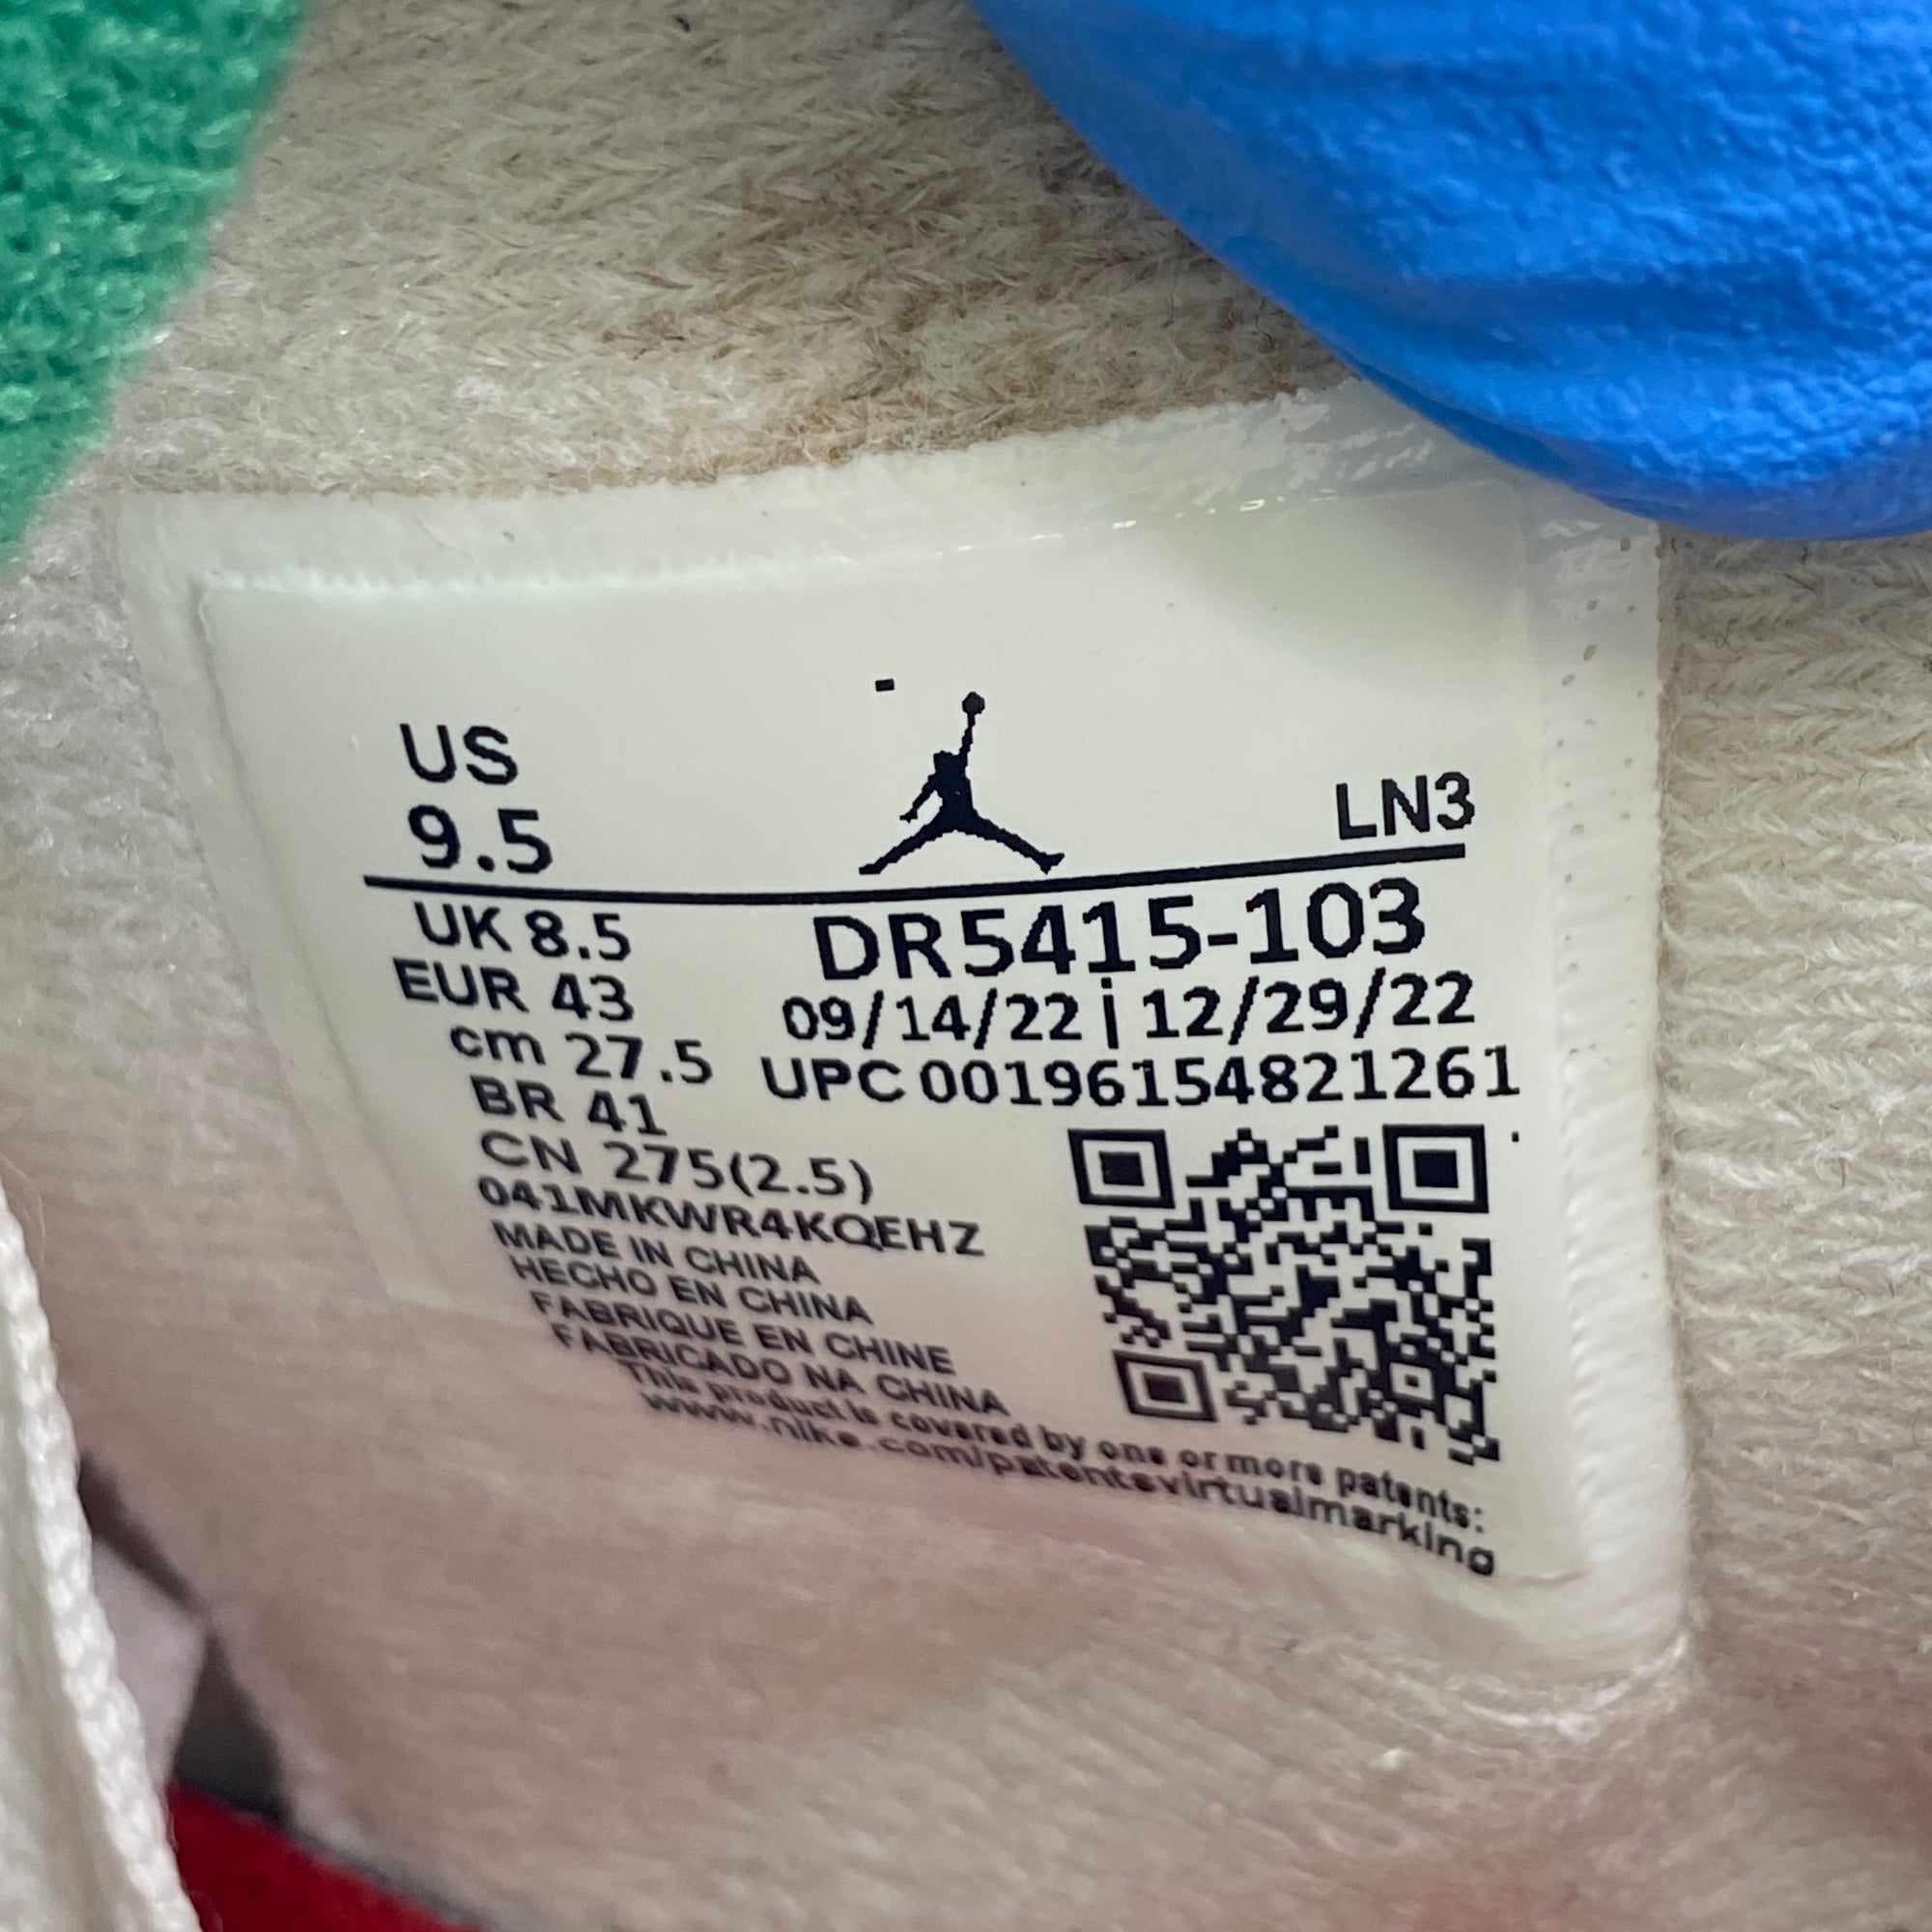 US
9.5
LN3
UK 8.5
EUR 43
cm 27.5
BR 41
CN 275(2.5)
041MKWR4KQEHZ
MADE IN CHINA
HECHO EN CHINA
FABRIQUE EN CHINE
FABRICADO NA CHINA
DR5415-103
09/14/22 | 12/29/22
UPC 00196154821261
This product is covered by one or more patents:
www.nike.com/patentsvirtualmarking